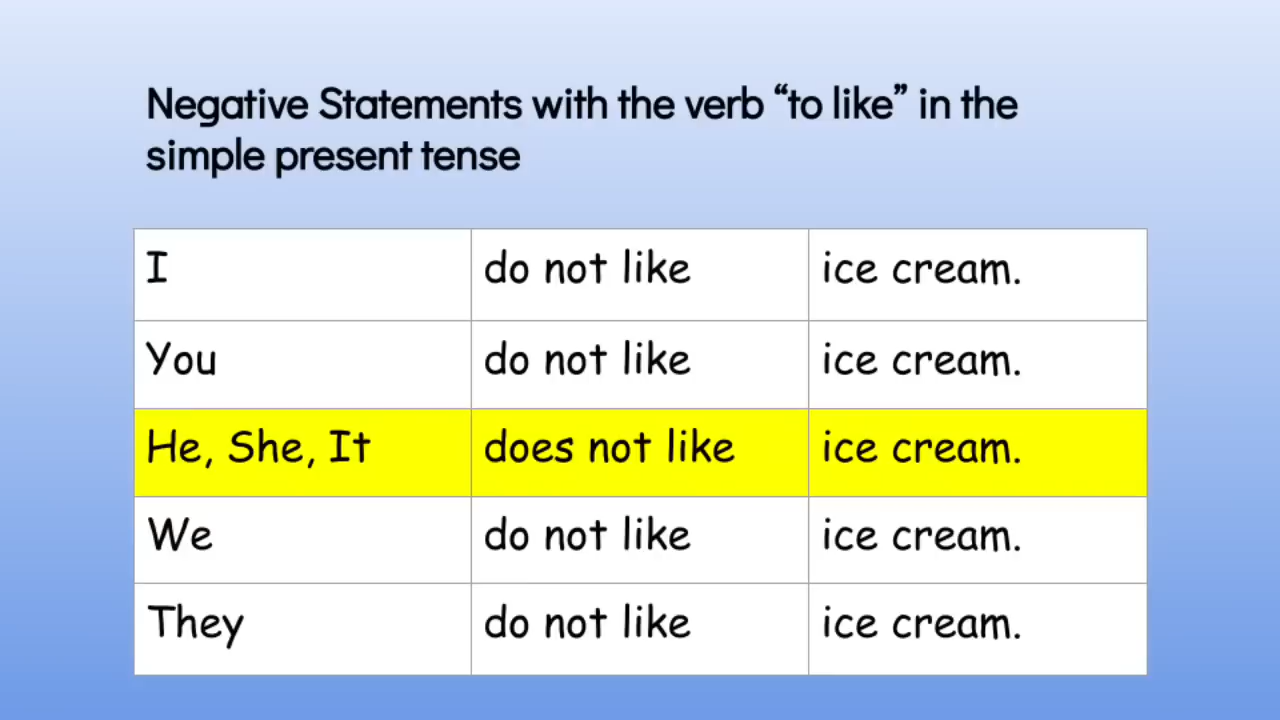 Negative Statements with the verb “to like” in the
simple present tense
I do not like ice cream.
You do not like ice cream.
He, She, It does not like ice cream.
We do not like ice cream.
They do not like ice cream.